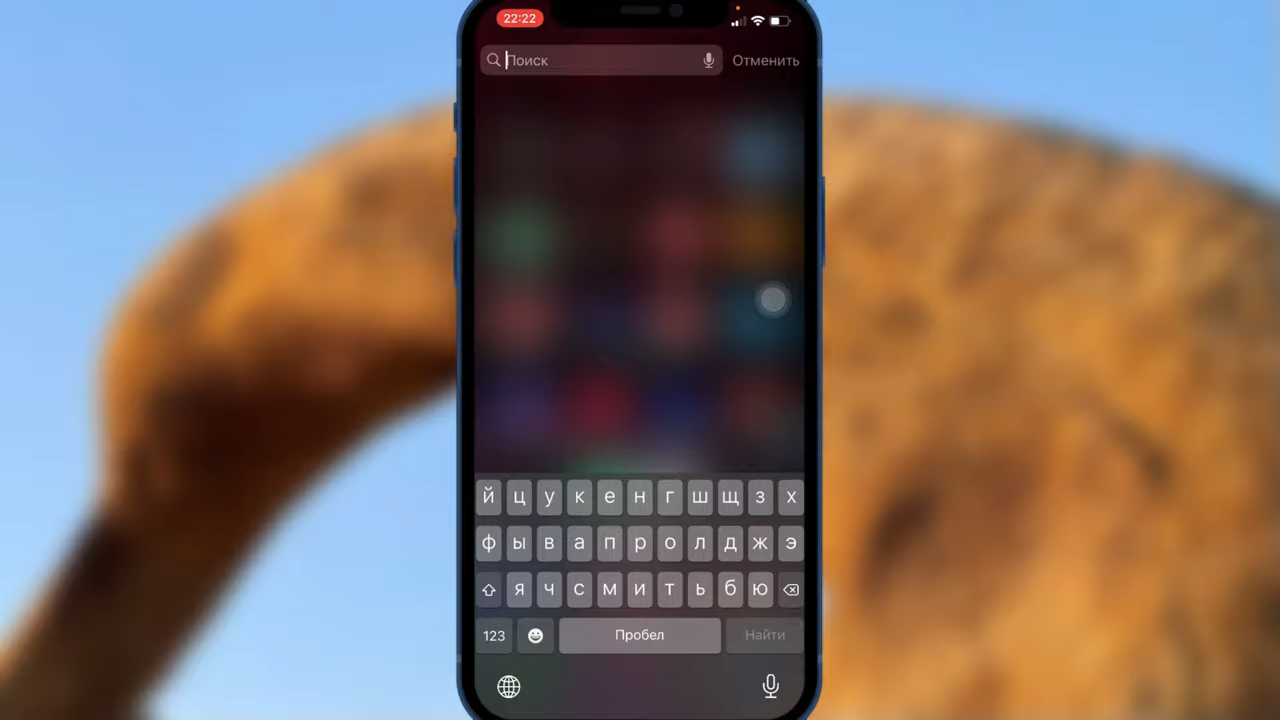 22:22
Поиск Отменить
й ц у к е н г ш щ з х
ф ы в а п р о л д ж э
я ч с м и т ь б ю
123 Пробел Найти